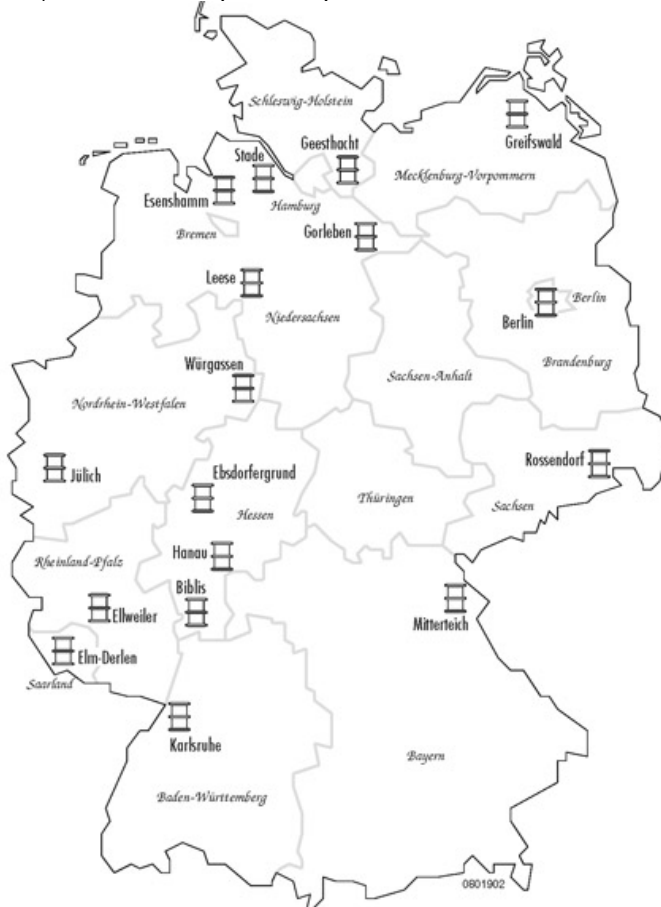 Schleswig-Holstein
Greifswald
Stade
Geesthacht
Mecklenburg-Vorpommern
Esenshamm
Hamburg
Bremen
Gorleben
Leese
Berlin
Niedersachsen
Berlin
Würgassen
Sachsen-Anhalt
Brandenburg
Nordrhein-Westfalen
Jülich
Ebsdorfergrund
Rossendorf
Thüringen
Sachsen
Hessen
Hanau
Rheinland-Pfalz
Biblis
Ellweiler
Mitterteich
Elm-Derlen
Saarland
Karlsruhe
Bayern
Baden-Württemberg
0801902